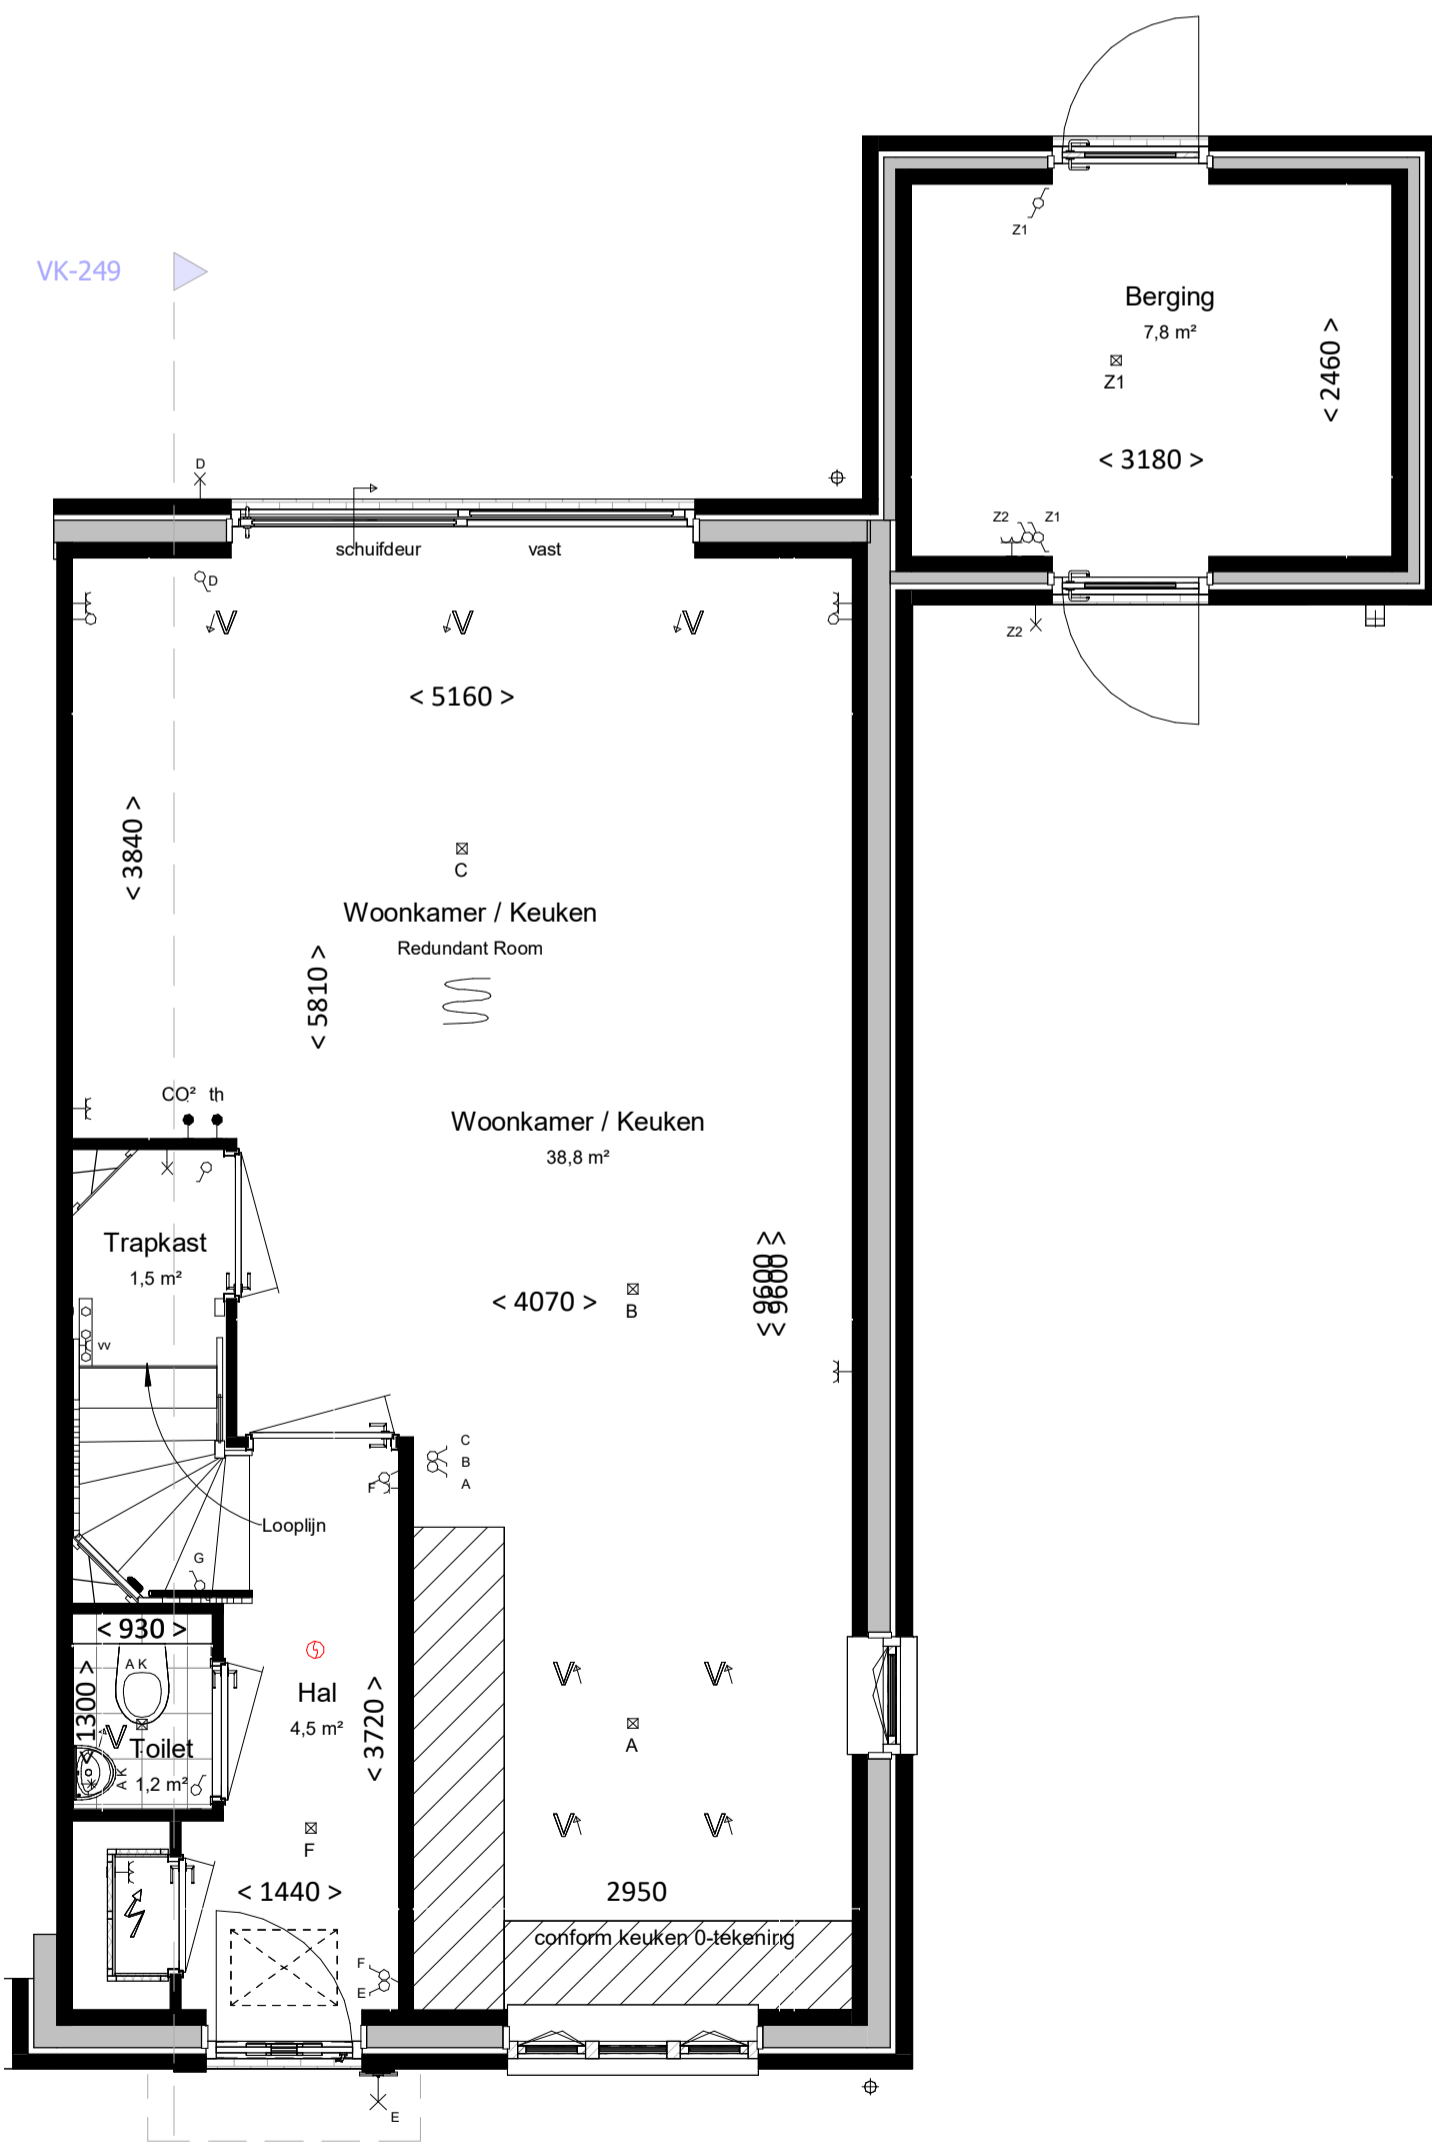 VK-249
Z1
Berging
7,8 m²
Z1
< 2460 >
< 3180 >
D
Z2
Z1
schuifdeur
vast
D
Z2
< 5160 >
< 3840 >
C
Woonkamer / Keuken
Redundant Room
< 5810 >
CO² th
Woonkamer / Keuken
38,8 m²
Trapkast
1,5 m²
< 9600 >
< 9600 >
< 4070 >
B
vv
C
B
A
F
Looplijn
G
< 930 >
A K
< 1300 >
Hal
4,5 m²
< 3720 >
Toilet
1,2 m²
A K
A
F
< 1440 >
2950
conform keuken 0-tekening
F
E
E